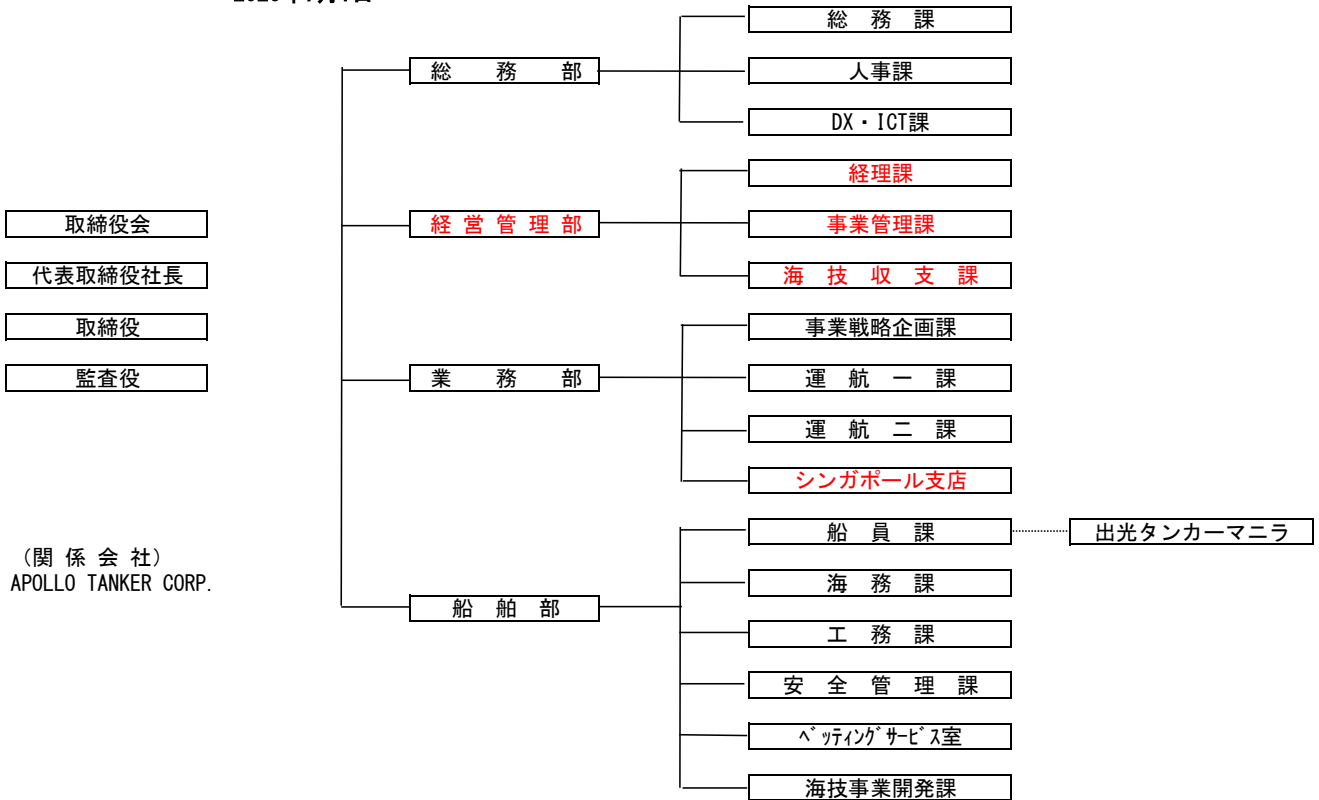 総務課
総務部
人事課
DX・ICT課
経理課
取締役会
経営管理部
事業管理課
代表取締役社長
海技収支課
取締役
事業戦略企画課
監査役
業務部
運航一課
運航二課
シンガポール支店
船員課
出光タンカーマニラ
（関係会社）
APOLLO TANKER CORP.
海務課
船舶部
工務課
安全管理課
ﾍﾞｯﾃｨﾝｸﾞｻｰﾋﾞｽ室
海技事業開発課